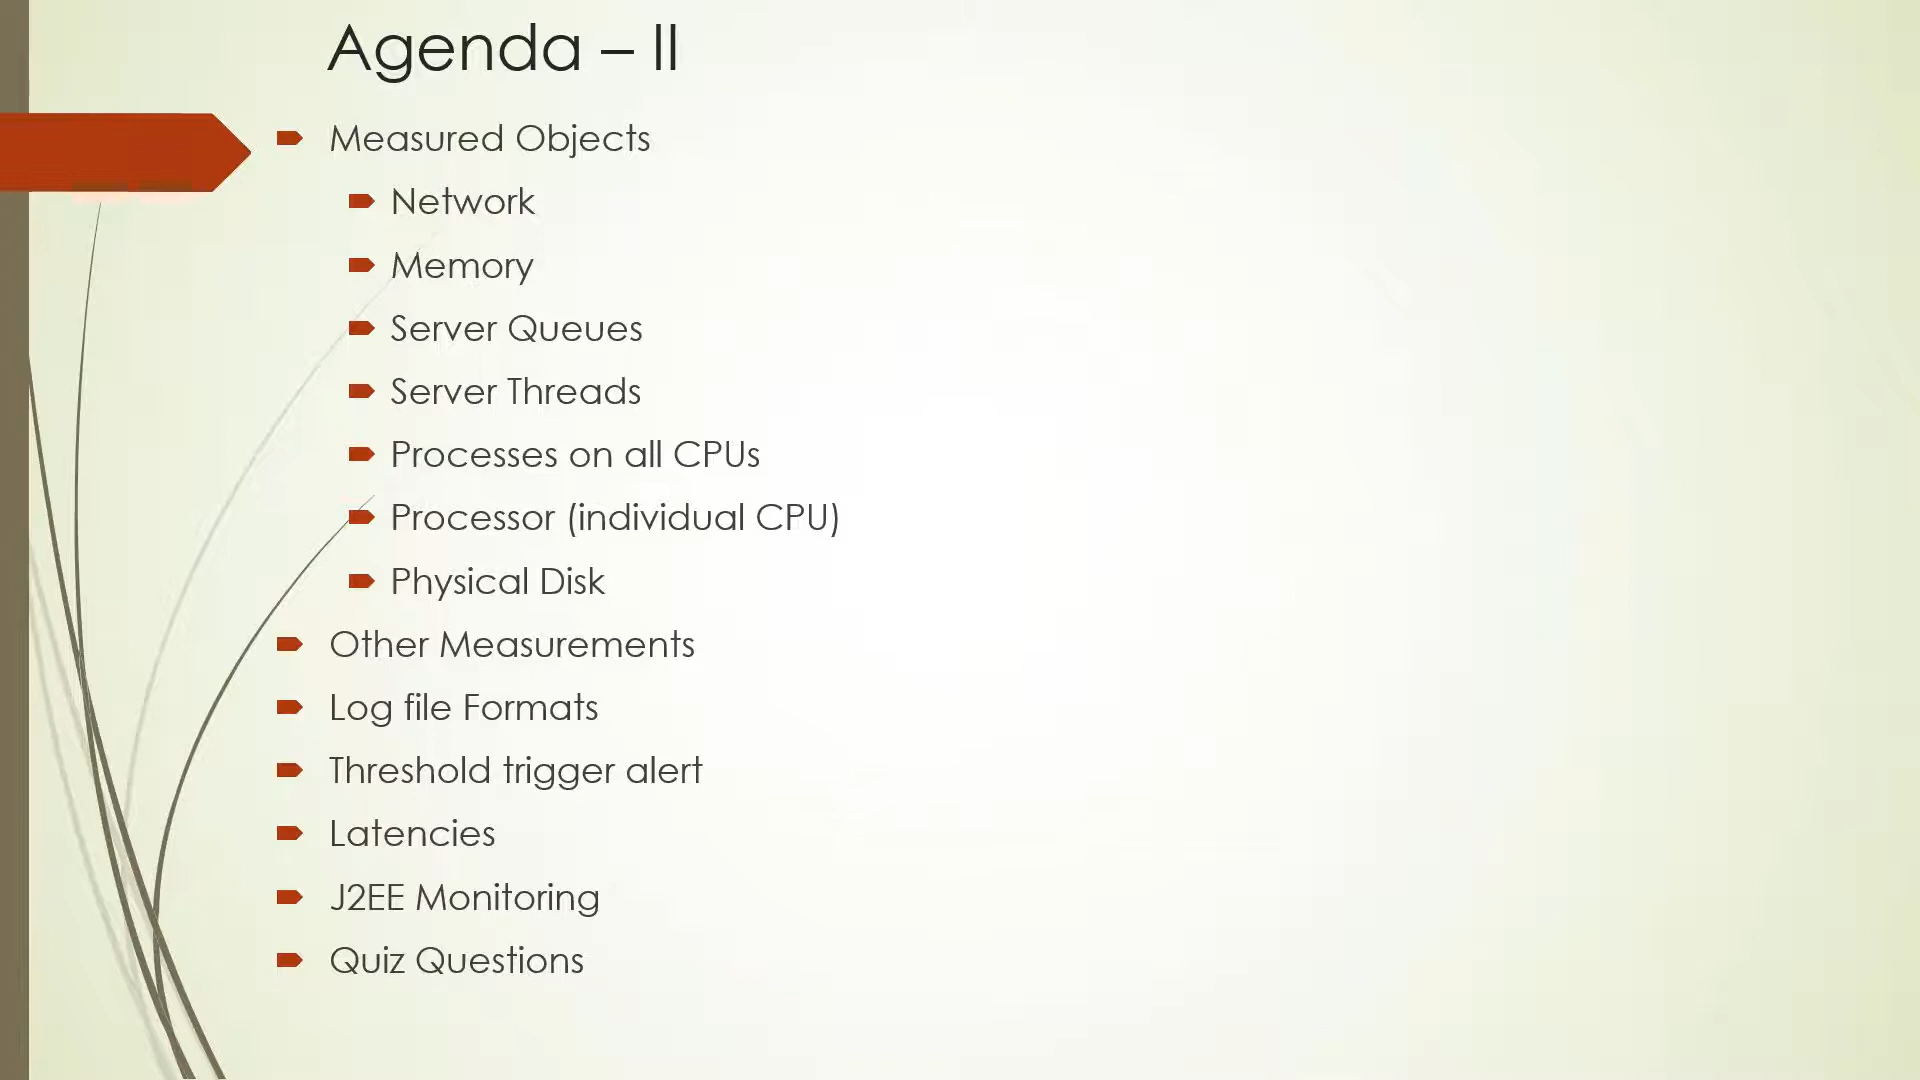 Agenda – II
Measured Objects
Network
Memory
Server Queues
Server Threads
Processes on all CPUs
Processor (individual CPU)
Physical Disk
Other Measurements
Log file Formats
Threshold trigger alert
Latencies
J2EE Monitoring
Quiz Questions